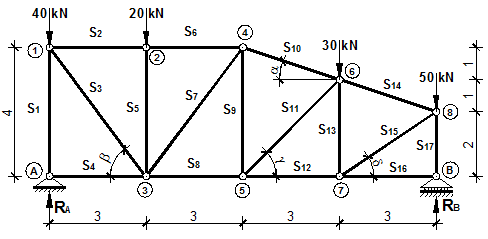 40 kN 20 kN
30 kN
50 kN
1 S2 2 S6 4 S10 6 S14 8
α
1
1
2
4
S1 S3 S5 S7 S9 S11 S13 S15 S17
β γ δ
A S4 3 S8 5 S12 7 S16 B
RA RB
3 3 3 3